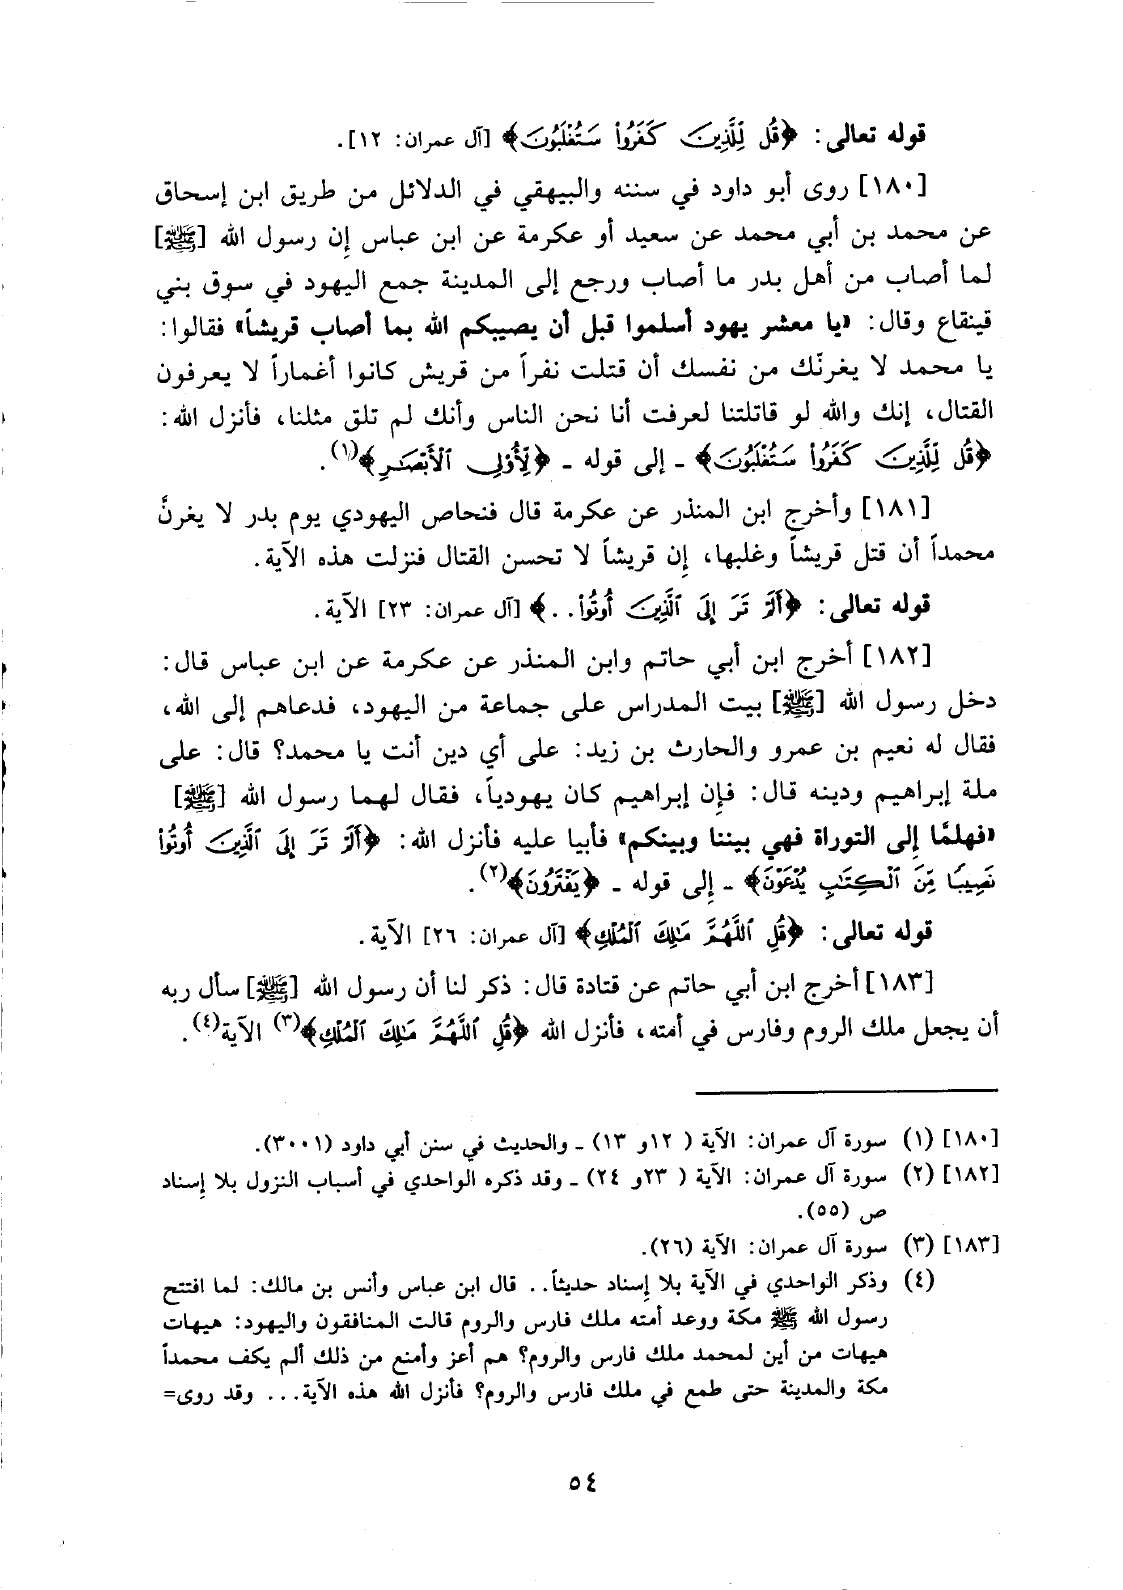 قوله تعالى: ﴿قُل لِّلَّذِينَ كَفَرُوا۟ سَتُغْلَبُونَ﴾ [آل عمران: ١٢].
[١٨٠] روى أبو داود في سننه والبيهقي في الدلائل من طريق ابن إسحاق
عن محمد بن أبي محمد عن سعيد أو عكرمة عن ابن عباس إن رسول الله [ﷺ]
لما أصاب من أهل بدر ما أصاب ورجع إلى المدينة جمع اليهود في سوق بني
قينقاع وقال: «يا معشر يهود أسلموا قبل أن يصيبكم الله بما أصاب قريشاً» فقالوا:
يا محمد لا يغرنّك من نفسك أن قتلت نفراً من قريش كانوا أغماراً لا يعرفون
القتال، إنك والله لو قاتلتنا لعرفت أنا نحن الناس وأنك لم تلق مثلنا، فأنزل الله:
﴿قُل لِّلَّذِينَ كَفَرُوا۟ سَتُغْلَبُونَ﴾ ـ إلى قوله ـ ﴿لِأُو۟لِى ٱلْأَبْصَـٰرِ﴾(١).
[١٨١] وأخرج ابن المنذر عن عكرمة قال فنحاص اليهودي يوم بدر لا يغرنَّ
محمداً أن قتل قريشاً وغلبها، إن قريشاً لا تحسن القتال فنزلت هذه الآية.
قوله تعالى: ﴿أَلَمْ تَرَ إِلَى ٱلَّذِينَ أُوتُوا۟..﴾ [آل عمران: ٢٣] الآية.
[١٨٢] أخرج ابن أبي حاتم وابن المنذر عن عكرمة عن ابن عباس قال:
دخل رسول الله [ﷺ] بيت المدراس على جماعة من اليهود، فدعاهم إلى الله،
فقال له نعيم بن عمرو والحارث بن زيد: على أي دين أنت يا محمد؟ قال: على
ملة إبراهيم ودينه قال: فإن إبراهيم كان يهودياً، فقال لهما رسول الله [ﷺ]
«فهلمَّا إلى التوراة فهي بيننا وبينكم» فأبيا عليه فأنزل الله: ﴿أَلَمْ تَرَ إِلَى ٱلَّذِينَ أُوتُوا۟
نَصِيبًا مِّنَ ٱلْكِتَـٰبِ يُدْعَوْنَ﴾ ـ إلى قوله ـ ﴿يَفْتَرُونَ﴾(٢).
قوله تعالى: ﴿قُلِ ٱللَّهُمَّ مَـٰلِكَ ٱلْمُلْكِ﴾ [آل عمران: ٢٦] الآية.
[١٨٣] أخرج ابن أبي حاتم عن قتادة قال: ذكر لنا أن رسول الله [ﷺ] سأل ربه
أن يجعل ملك الروم وفارس في أمته، فأنزل الله ﴿قُلِ ٱللَّهُمَّ مَـٰلِكَ ٱلْمُلْكِ﴾(٣) الآية(٤).
[١٨٠] (١) سورة آل عمران: الآية ( ١٢و ١٣) ـ والحديث في سنن أبي داود (٣٠٠١).
[١٨٢] (٢) سورة آل عمران: الآية ( ٢٣و ٢٤) ـ وقد ذكره الواحدي في أسباب النزول بلا إسناد
ص (٥٥).
[١٨٣] (٣) سورة آل عمران: الآية (٢٦).
(٤) وذكر الواحدي في الآية بلا إسناد حديثاً.. قال ابن عباس وأنس بن مالك: لما افتتح
رسول الله ﷺ مكة ووعد أمته ملك فارس والروم قالت المنافقون واليهود: هيهات
هيهات من أين لمحمد ملك فارس والروم؟ هم أعز وأمنع من ذلك ألم يكف محمداً
مكة والمدينة حتى طمع في ملك فارس والروم؟ فأنزل الله هذه الآية... وقد روى=
٥٤